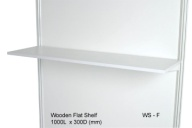 Wooden Flat Shelf WS - F
1000L x 300D (mm)